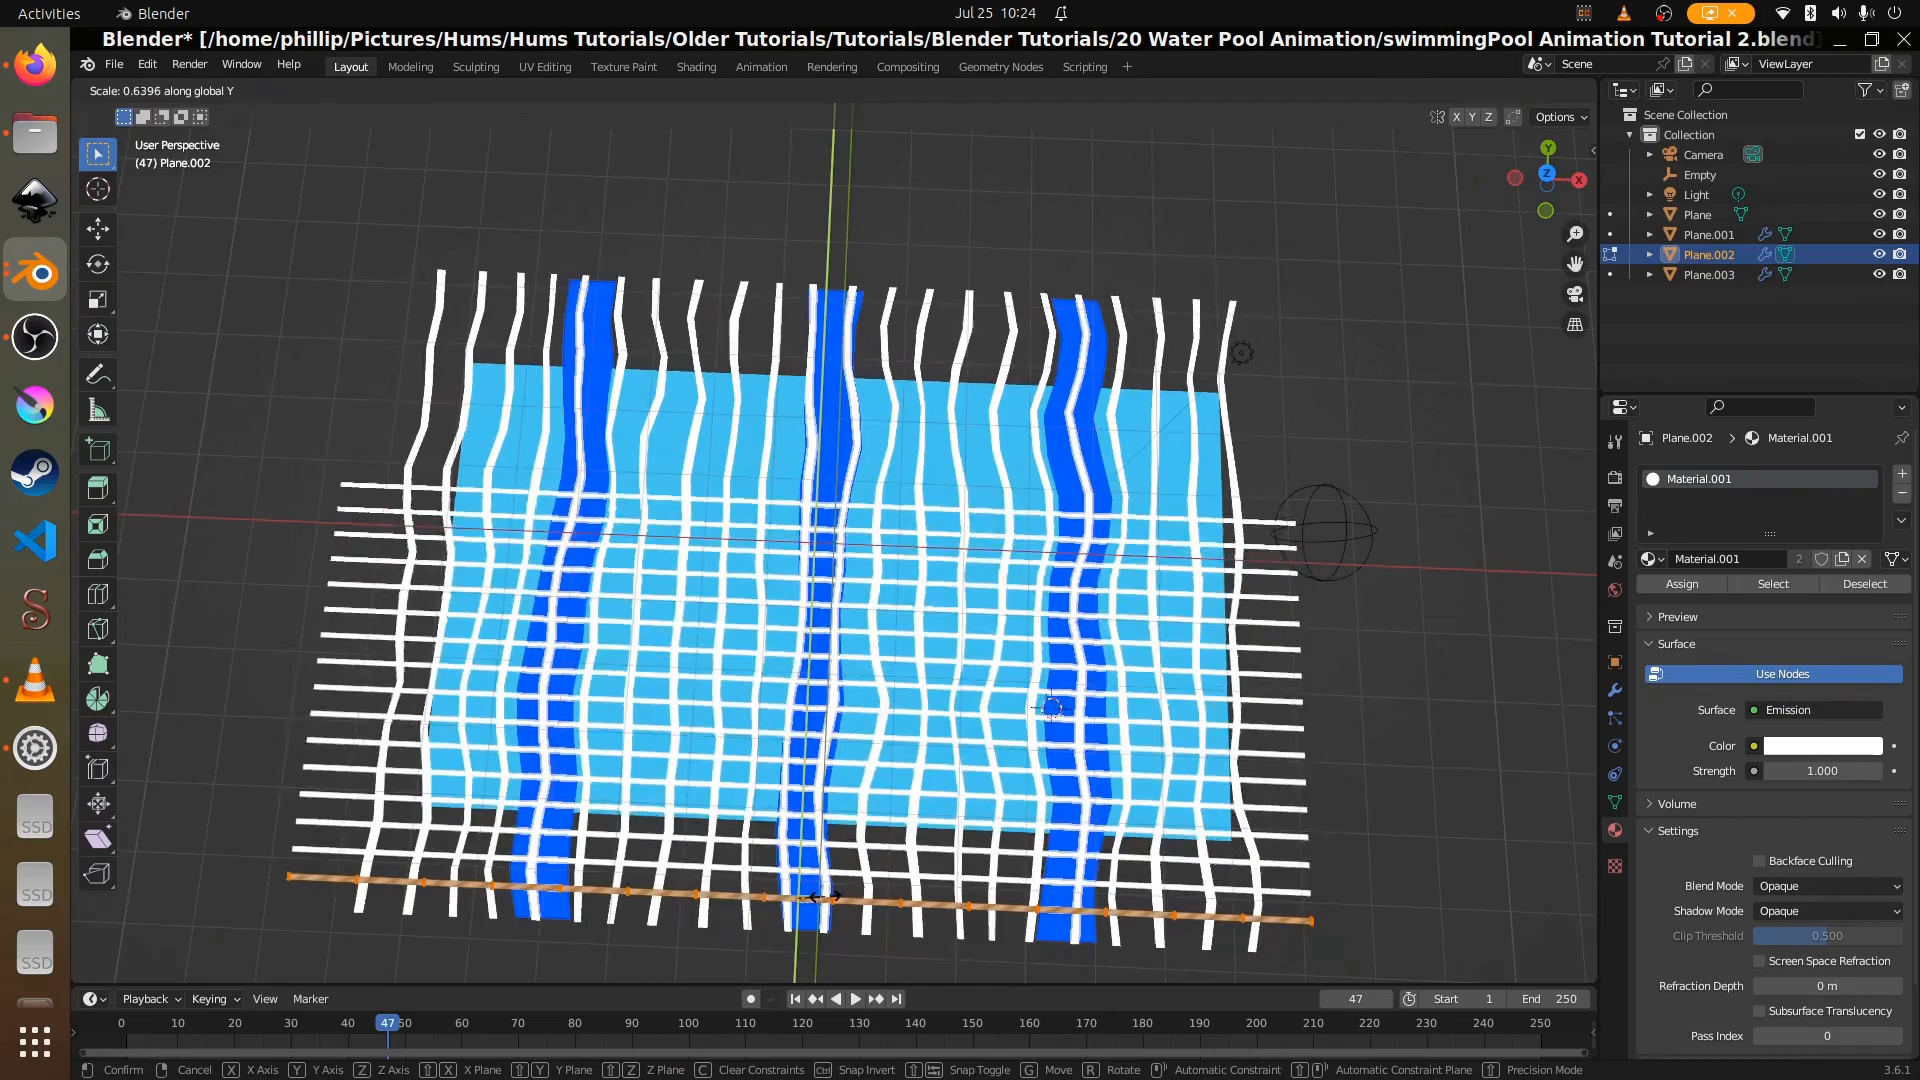 Activities
Blender
Jul 25 10:24
Blender* [/home/phillip/Pictures/Hums/Hums Tutorials/Older Tutorials/Tutorials/Blender Tutorials/20 Water Pool Animation/swimmingPool Animation Tutorial 2.blend]
File Edit Render Window Help
Layout Modeling Sculpting UV Editing Texture Paint Shading Animation Rendering Compositing Geometry Nodes Scripting +
Scene
ViewLayer
Scale: 0.6396 along global Y
X Y Z Options
User Perspective
(47) Plane.002
Y
Z
X
Scene Collection
Collection
Camera
Empty
Light
Plane
Plane.001
Plane.002
Plane.003
Plane.002 > Material.001
Material.001
Material.001 2
Assign Select Deselect
Preview
Surface
Use Nodes
Surface Emission
Color
Strength 1.000
Volume
Settings
Backface Culling
Blend Mode Opaque
Shadow Mode Opaque
Clip Threshold 0.500
Screen Space Refraction
Refraction Depth 0 m
Subsurface Translucency
Pass Index 0
SSD
SSD
SSD
Playback Keying View Marker
47 Start 1 End 250
0 10 20 30 40 47 50 60 70 80 90 100 110 120 130 140 150 160 170 180 190 200 210 220 230 240 250
Confirm Cancel X X Axis Y Y Axis Z Z Axis X X Plane Y Y Plane Z Z Plane C Clear Constraints Ctrl Snap Invert Snap Toggle G Move R Rotate Automatic Constraint Automatic Constraint Plane Precision Mode
3.6.1